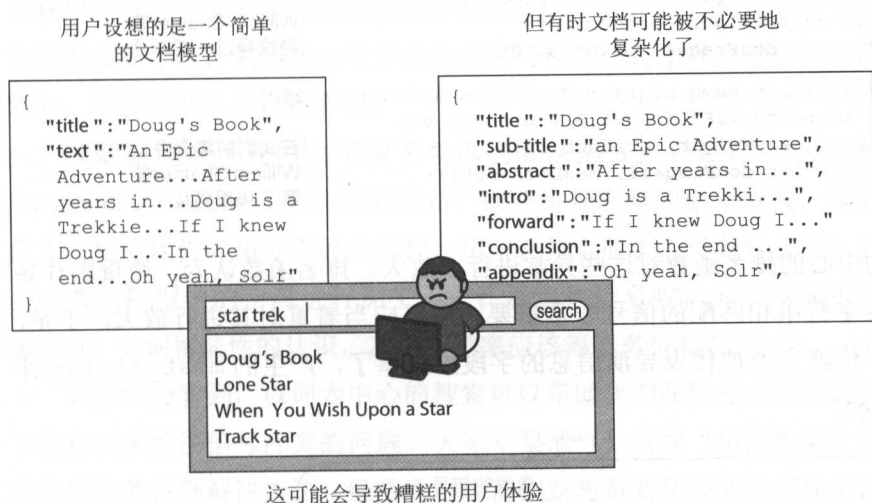 用户设想的是一个简单
的文档模型
{
"title":"Doug's Book",
"text":"An Epic
Adventure...After
years in...Doug is a
Trekkie...If I knew
Doug I...In the
end...Oh yeah, Solr"
}
但有时文档可能被不必要地
复杂化了
{
"title":"Doug's Book",
"sub-title":"an Epic Adventure",
"abstract":"After years in...",
"intro":"Doug is a Trekki...",
"forward":"If I knew Doug I..."
"conclusion":"In the end ...",
"appendix":"Oh yeah, Solr",
star trek
search
Doug's Book
Lone Star
When You Wish Upon a Star
Track Star
这可能会导致糟糕的用户体验